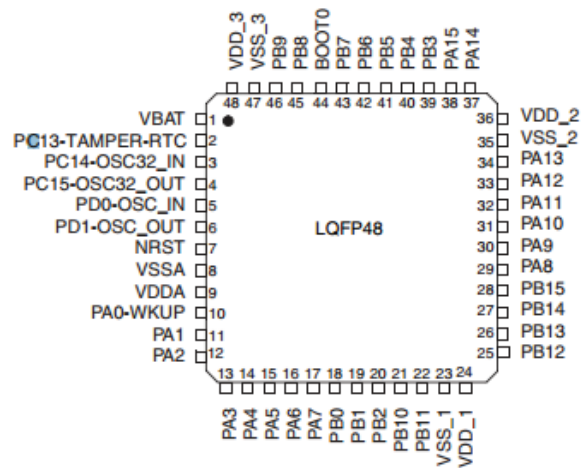 VDD_3
VSS_3
PB9
PB8
BOOT0
PB7
PB6
PB5
PB4
PB3
PA15
PA14
48 47 46 45 44 43 42 41 40 39 38 37
VBAT 1
PC13-TAMPER-RTC 2
PC14-OSC32_IN 3
PC15-OSC32_OUT 4
PD0-OSC_IN 5
PD1-OSC_OUT 6
NRST 7
VSSA 8
VDDA 9
PA0-WKUP 10
PA1 11
PA2 12
LQFP48
36 VDD_2
35 VSS_2
34 PA13
33 PA12
32 PA11
31 PA10
30 PA9
29 PA8
28 PB15
27 PB14
26 PB13
25 PB12
13 14 15 16 17 18 19 20 21 22 23 24
PA3
PA4
PA5
PA6
PA7
PB0
PB1
PB2
PB10
PB11
VSS_1
VDD_1